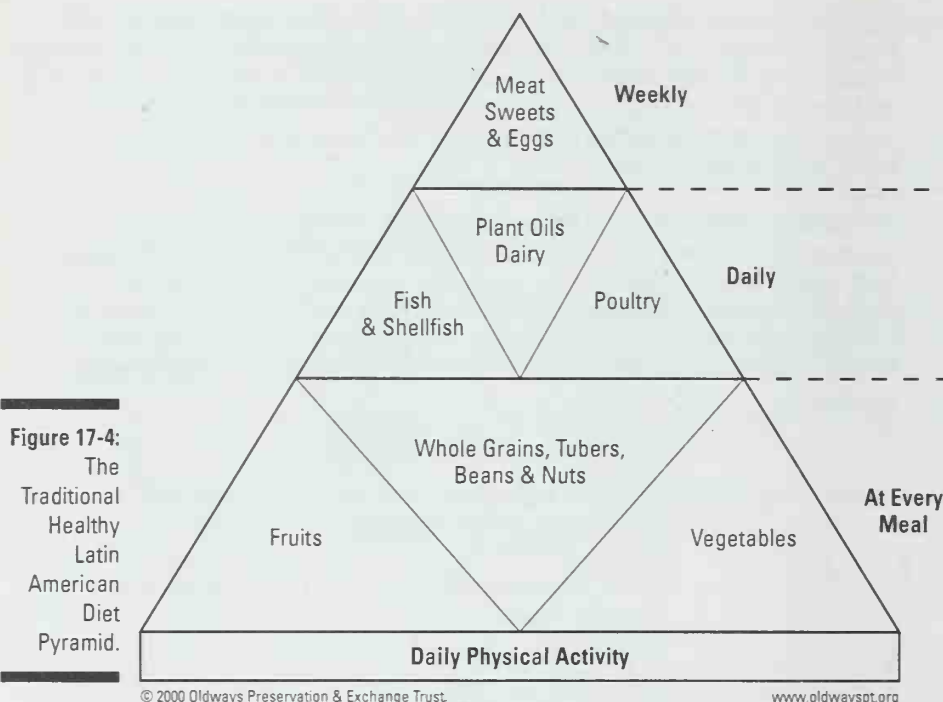 Meat
Sweets
& Eggs
Weekly
Plant Oils
Dairy
Daily
Fish
& Shellfish
Poultry
Whole Grains, Tubers,
Beans & Nuts
At Every
Meal
Fruits
Vegetables
Daily Physical Activity
Figure 17-4:
The
Traditional
Healthy
Latin
American
Diet
Pyramid.
© 2000 Oldways Preservation & Exchange Trust.
www.oldwayspt.org